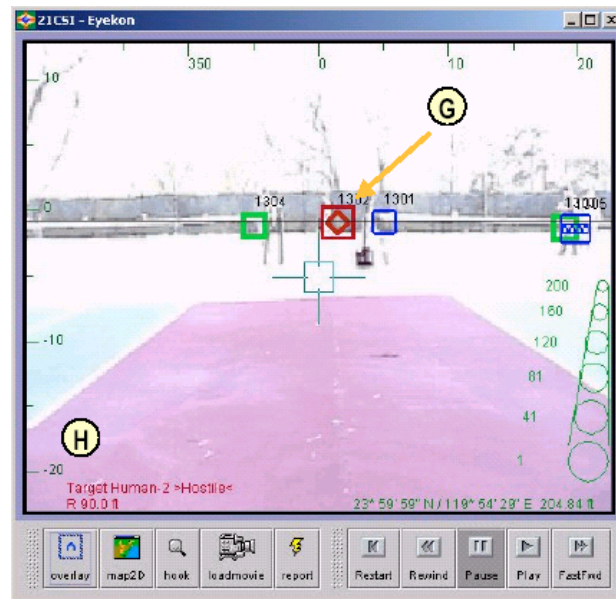 21CSI - Eyekon
350 0 10 20
10
G
1304 1302 1301
0
200
160
-10
120
81
41
H
1
-20
Target Human-2 >Hostile<
R 90.0 ft
23° 59' 59" N / 119° 54' 29" E 204.84 ft
overlay map2D hook loadmovie report Restart Rewind Pause Play FastFwd